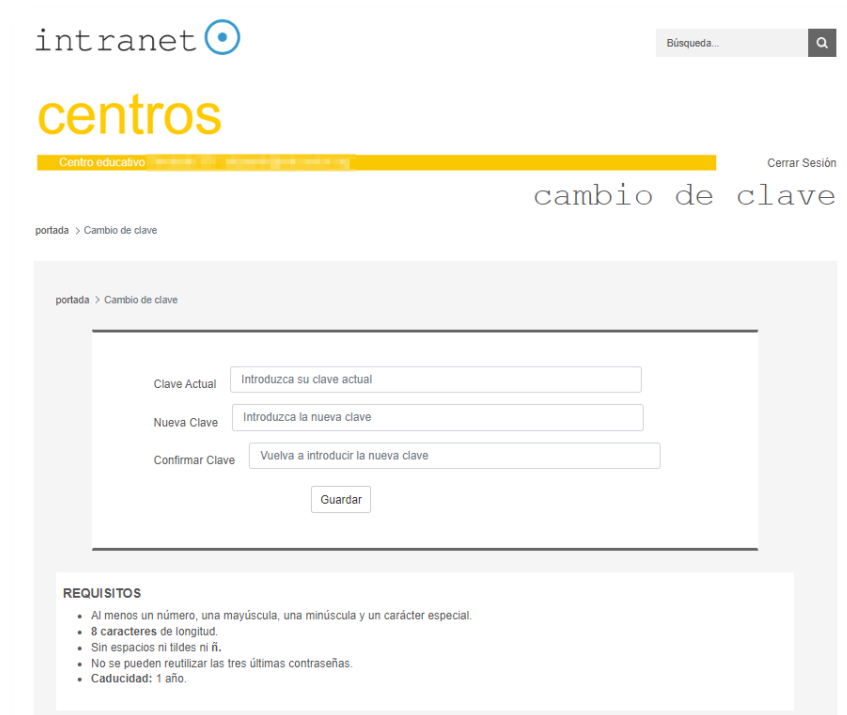 intranet
Búsqueda...
centros
Centro educativo
Cerrar Sesión
cambio de clave
portada > Cambio de clave
portada > Cambio de clave
Clave Actual Introduzca su clave actual
Nueva Clave Introduzca la nueva clave
Confirmar Clave Vuelva a introducir la nueva clave
Guardar
REQUISITOS
• Al menos un número, una mayúscula, una minúscula y un carácter especial.
• 8 caracteres de longitud.
• Sin espacios ni tildes ni ñ.
• No se pueden reutilizar las tres últimas contraseñas.
• Caducidad: 1 año.